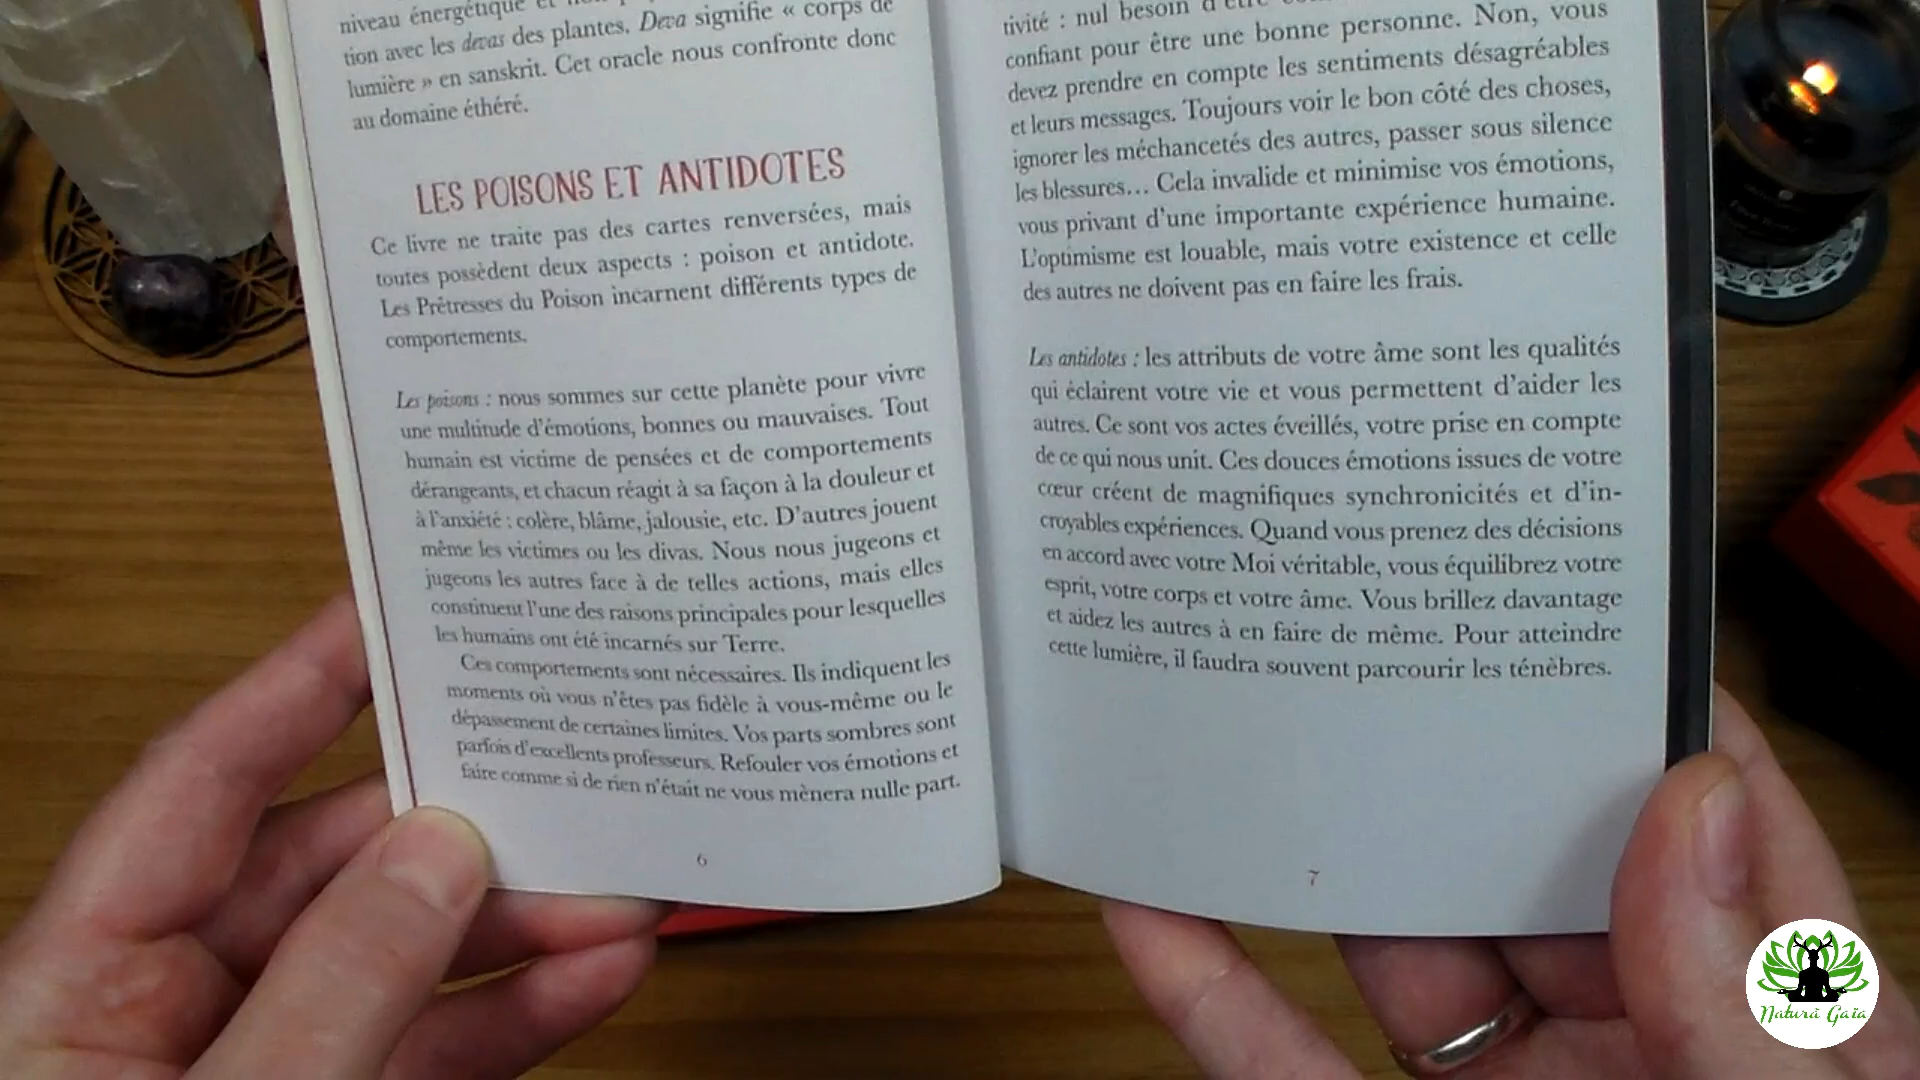 niveau énergétique et non
tion avec les devas des plantes. Deva signifie « corps de
lumière » en sanskrit. Cet oracle nous confronte donc
au domaine éthéré.
LES POISONS ET ANTIDOTES
Ce livre ne traite pas des cartes renversées, mais
toutes possèdent deux aspects : poison et antidote.
Les Prêtresses du Poison incarnent différents types de
comportements.
Les poisons : nous sommes sur cette planète pour vivre
une multitude d'émotions, bonnes ou mauvaises. Tout
humain est victime de pensées et de comportements
dérangeants, et chacun réagit à sa façon à la douleur et
à l'anxiété : colère, blâme, jalousie, etc. D'autres jouent
même les victimes ou les divas. Nous nous jugeons et
jugeons les autres face à de telles actions, mais elles
constituent l'une des raisons principales pour lesquelles
les humains ont été incarnés sur Terre.
Ces comportements sont nécessaires. Ils indiquent les
moments où vous n'êtes pas fidèle à vous-même ou le
dépassement de certaines limites. Vos parts sombres sont
parfois d'excellents professeurs. Refouler vos émotions et
faire comme si de rien n'était ne vous mènera nulle part.
6
tivité : nul besoin d'être
confiant pour être une bonne personne. Non, vous
devez prendre en compte les sentiments désagréables
et leurs messages. Toujours voir le bon côté des choses,
ignorer les méchancetés des autres, passer sous silence
les blessures… Cela invalide et minimise vos émotions,
vous privant d'une importante expérience humaine.
L'optimisme est louable, mais votre existence et celle
des autres ne doivent pas en faire les frais.
Les antidotes : les attributs de votre âme sont les qualités
qui éclairent votre vie et vous permettent d'aider les
autres. Ce sont vos actes éveillés, votre prise en compte
de ce qui nous unit. Ces douces émotions issues de votre
cœur créent de magnifiques synchronicités et d'in-
croyables expériences. Quand vous prenez des décisions
en accord avec votre Moi véritable, vous équilibrez votre
esprit, votre corps et votre âme. Vous brillez davantage
et aidez les autres à en faire de même. Pour atteindre
cette lumière, il faudra souvent parcourir les ténèbres.
7
Naturà Gaïa